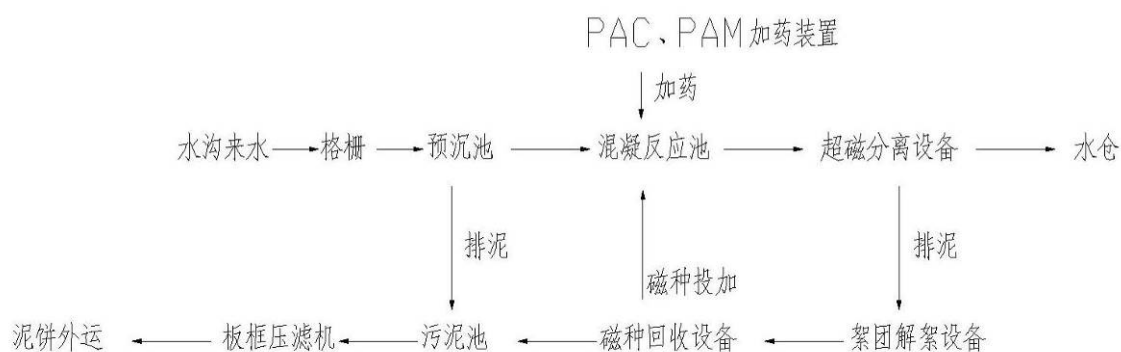 PAC、PAM加药装置
加药
水沟来水 格栅 预沉池 混凝反应池 超磁分离设备 水仓
排泥 排泥
磁种投加
泥饼外运 板框压滤机 污泥池 磁种回收设备 絮团解絮设备